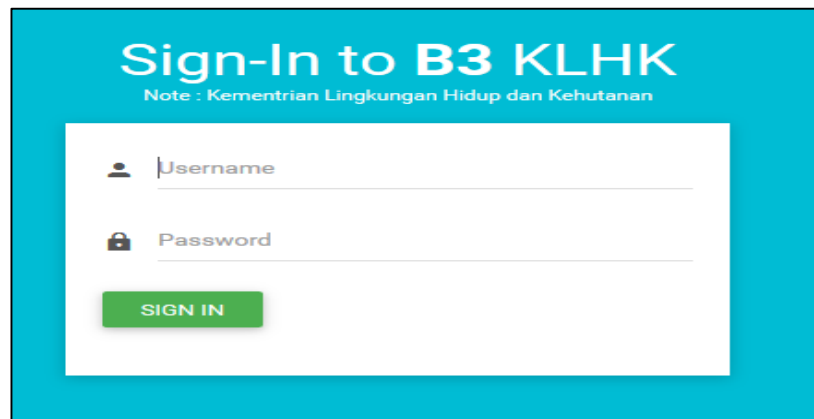 Sign-In to B3 KLHK
Note : Kementrian Lingkungan Hidup dan Kehutanan
Username
Password
SIGN IN